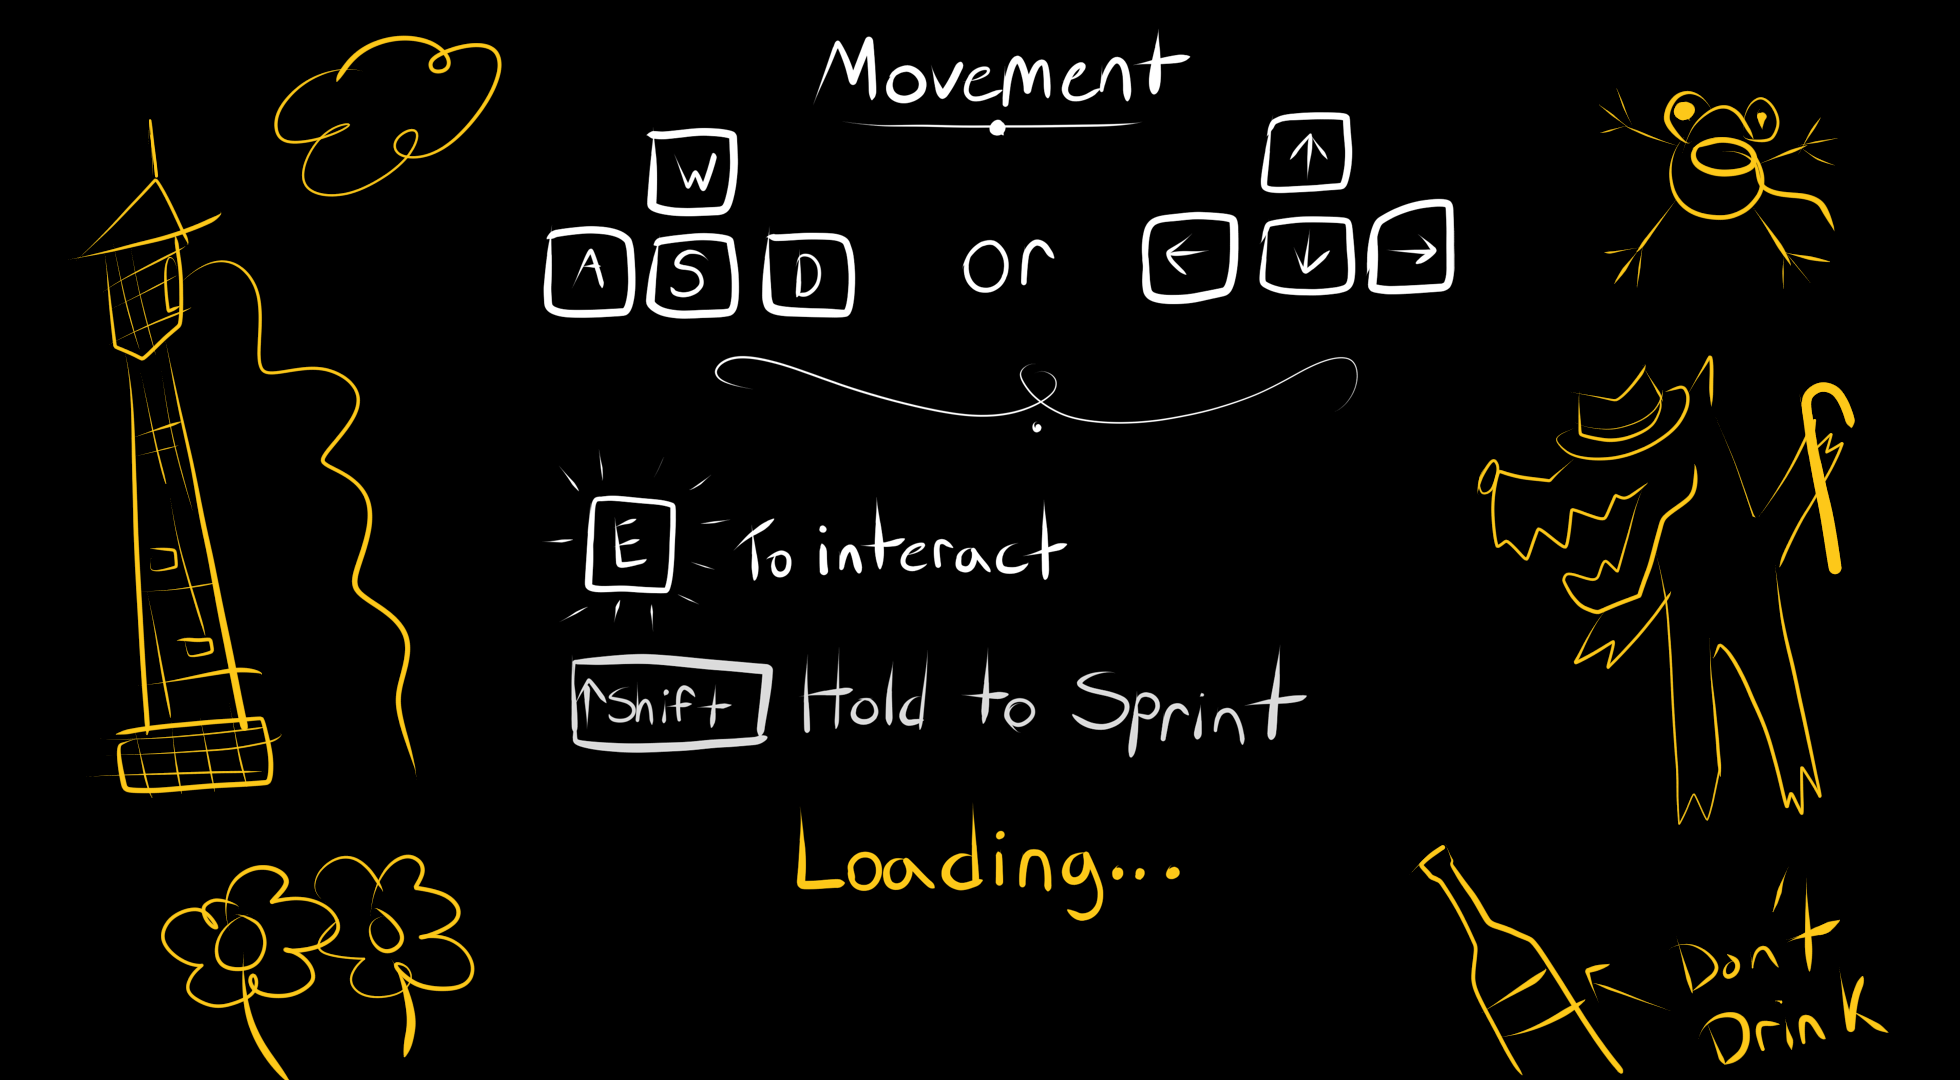 Movement
W ↑
A S D or ← ↓ →
E To interact
↑Shift Hold to Sprint
Loading...
Don't
Drink